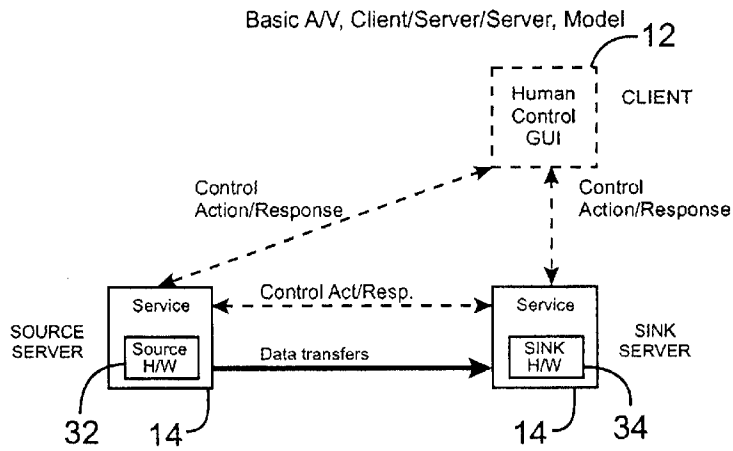 Basic A/V, Client/Server/Server, Model
12
Human
Control
GUI
CLIENT
Control
Action/Response
Control
Action/Response
Service
Control Act/Resp.
Service
SOURCE
SERVER
Source
H/W
Data transfers
SINK
H/W
SINK
SERVER
32
14
14
34